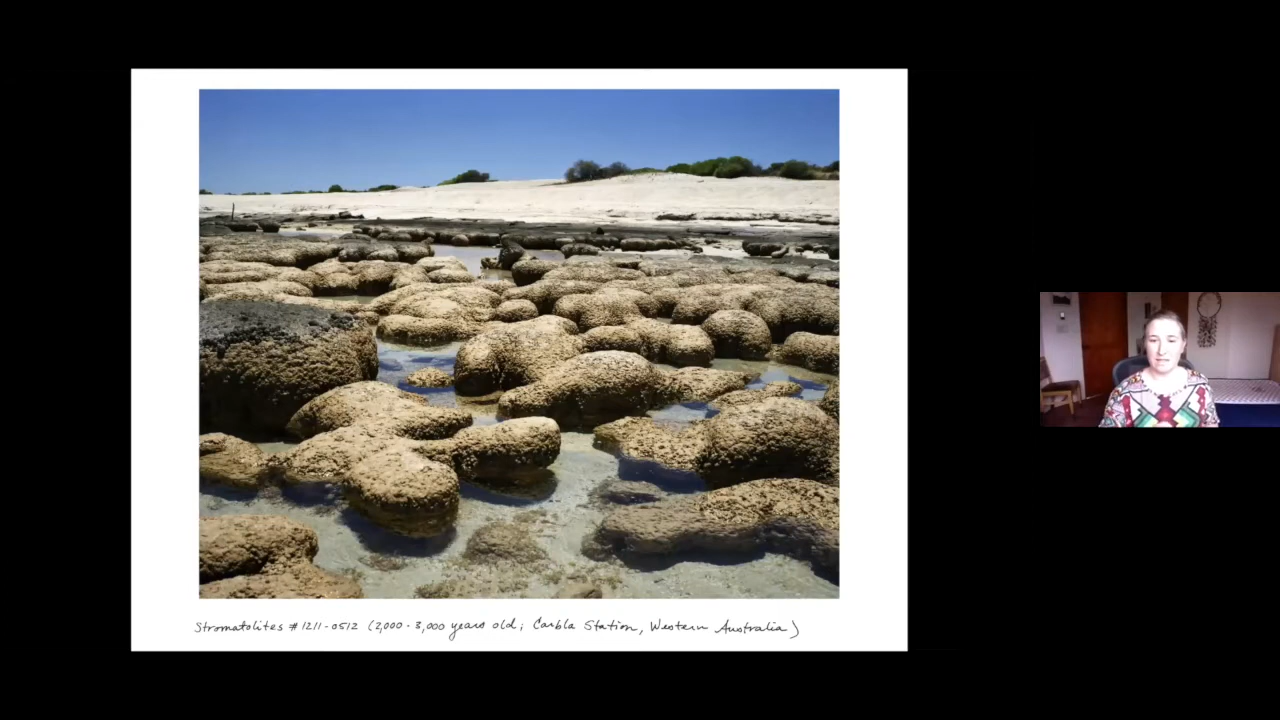 Stromatolites #1211-0512 (2,000-3,000 years old; Carbla Station, Western Australia)